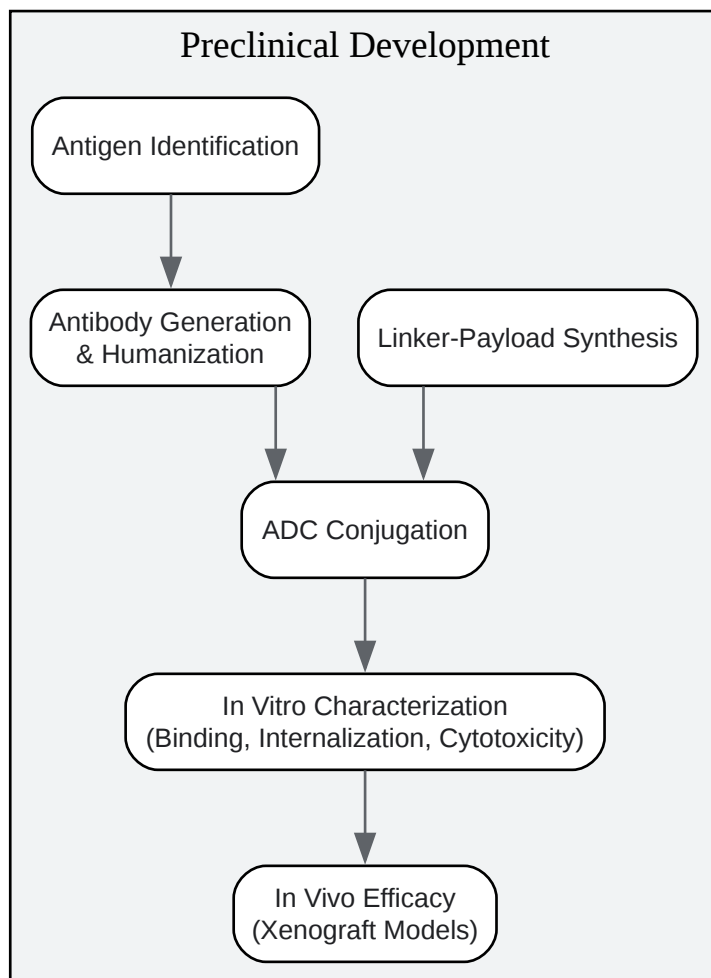 Preclinical Development
Antigen Identification
Antibody Generation
& Humanization
Linker-Payload Synthesis
ADC Conjugation
In Vitro Characterization
(Binding, Internalization, Cytotoxicity)
In Vivo Efficacy
(Xenograft Models)